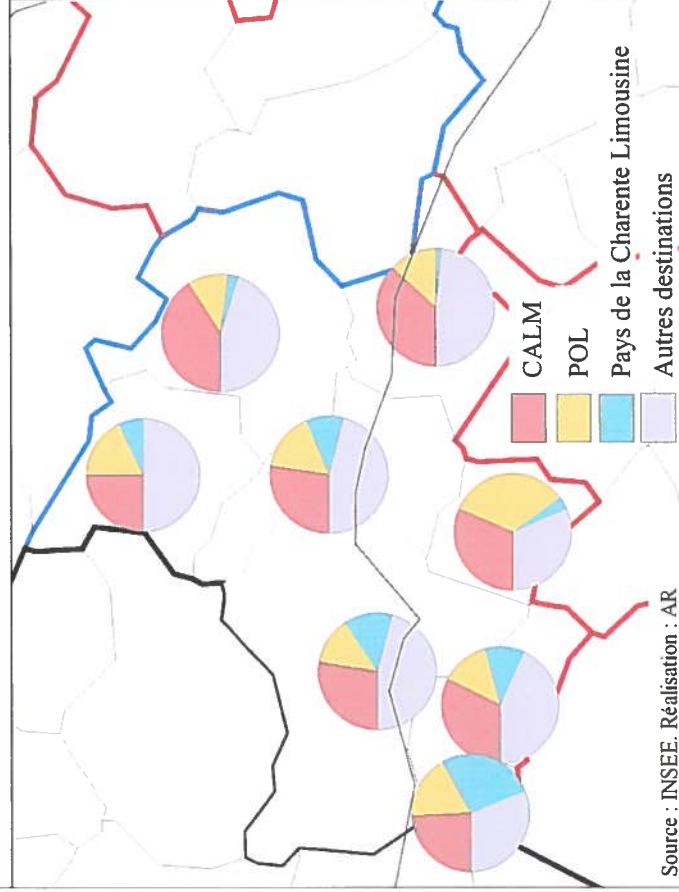 CALM
POL
Pays de la Charente Limousine
Autres destinations
Source : INSEE. Réalisation : AR